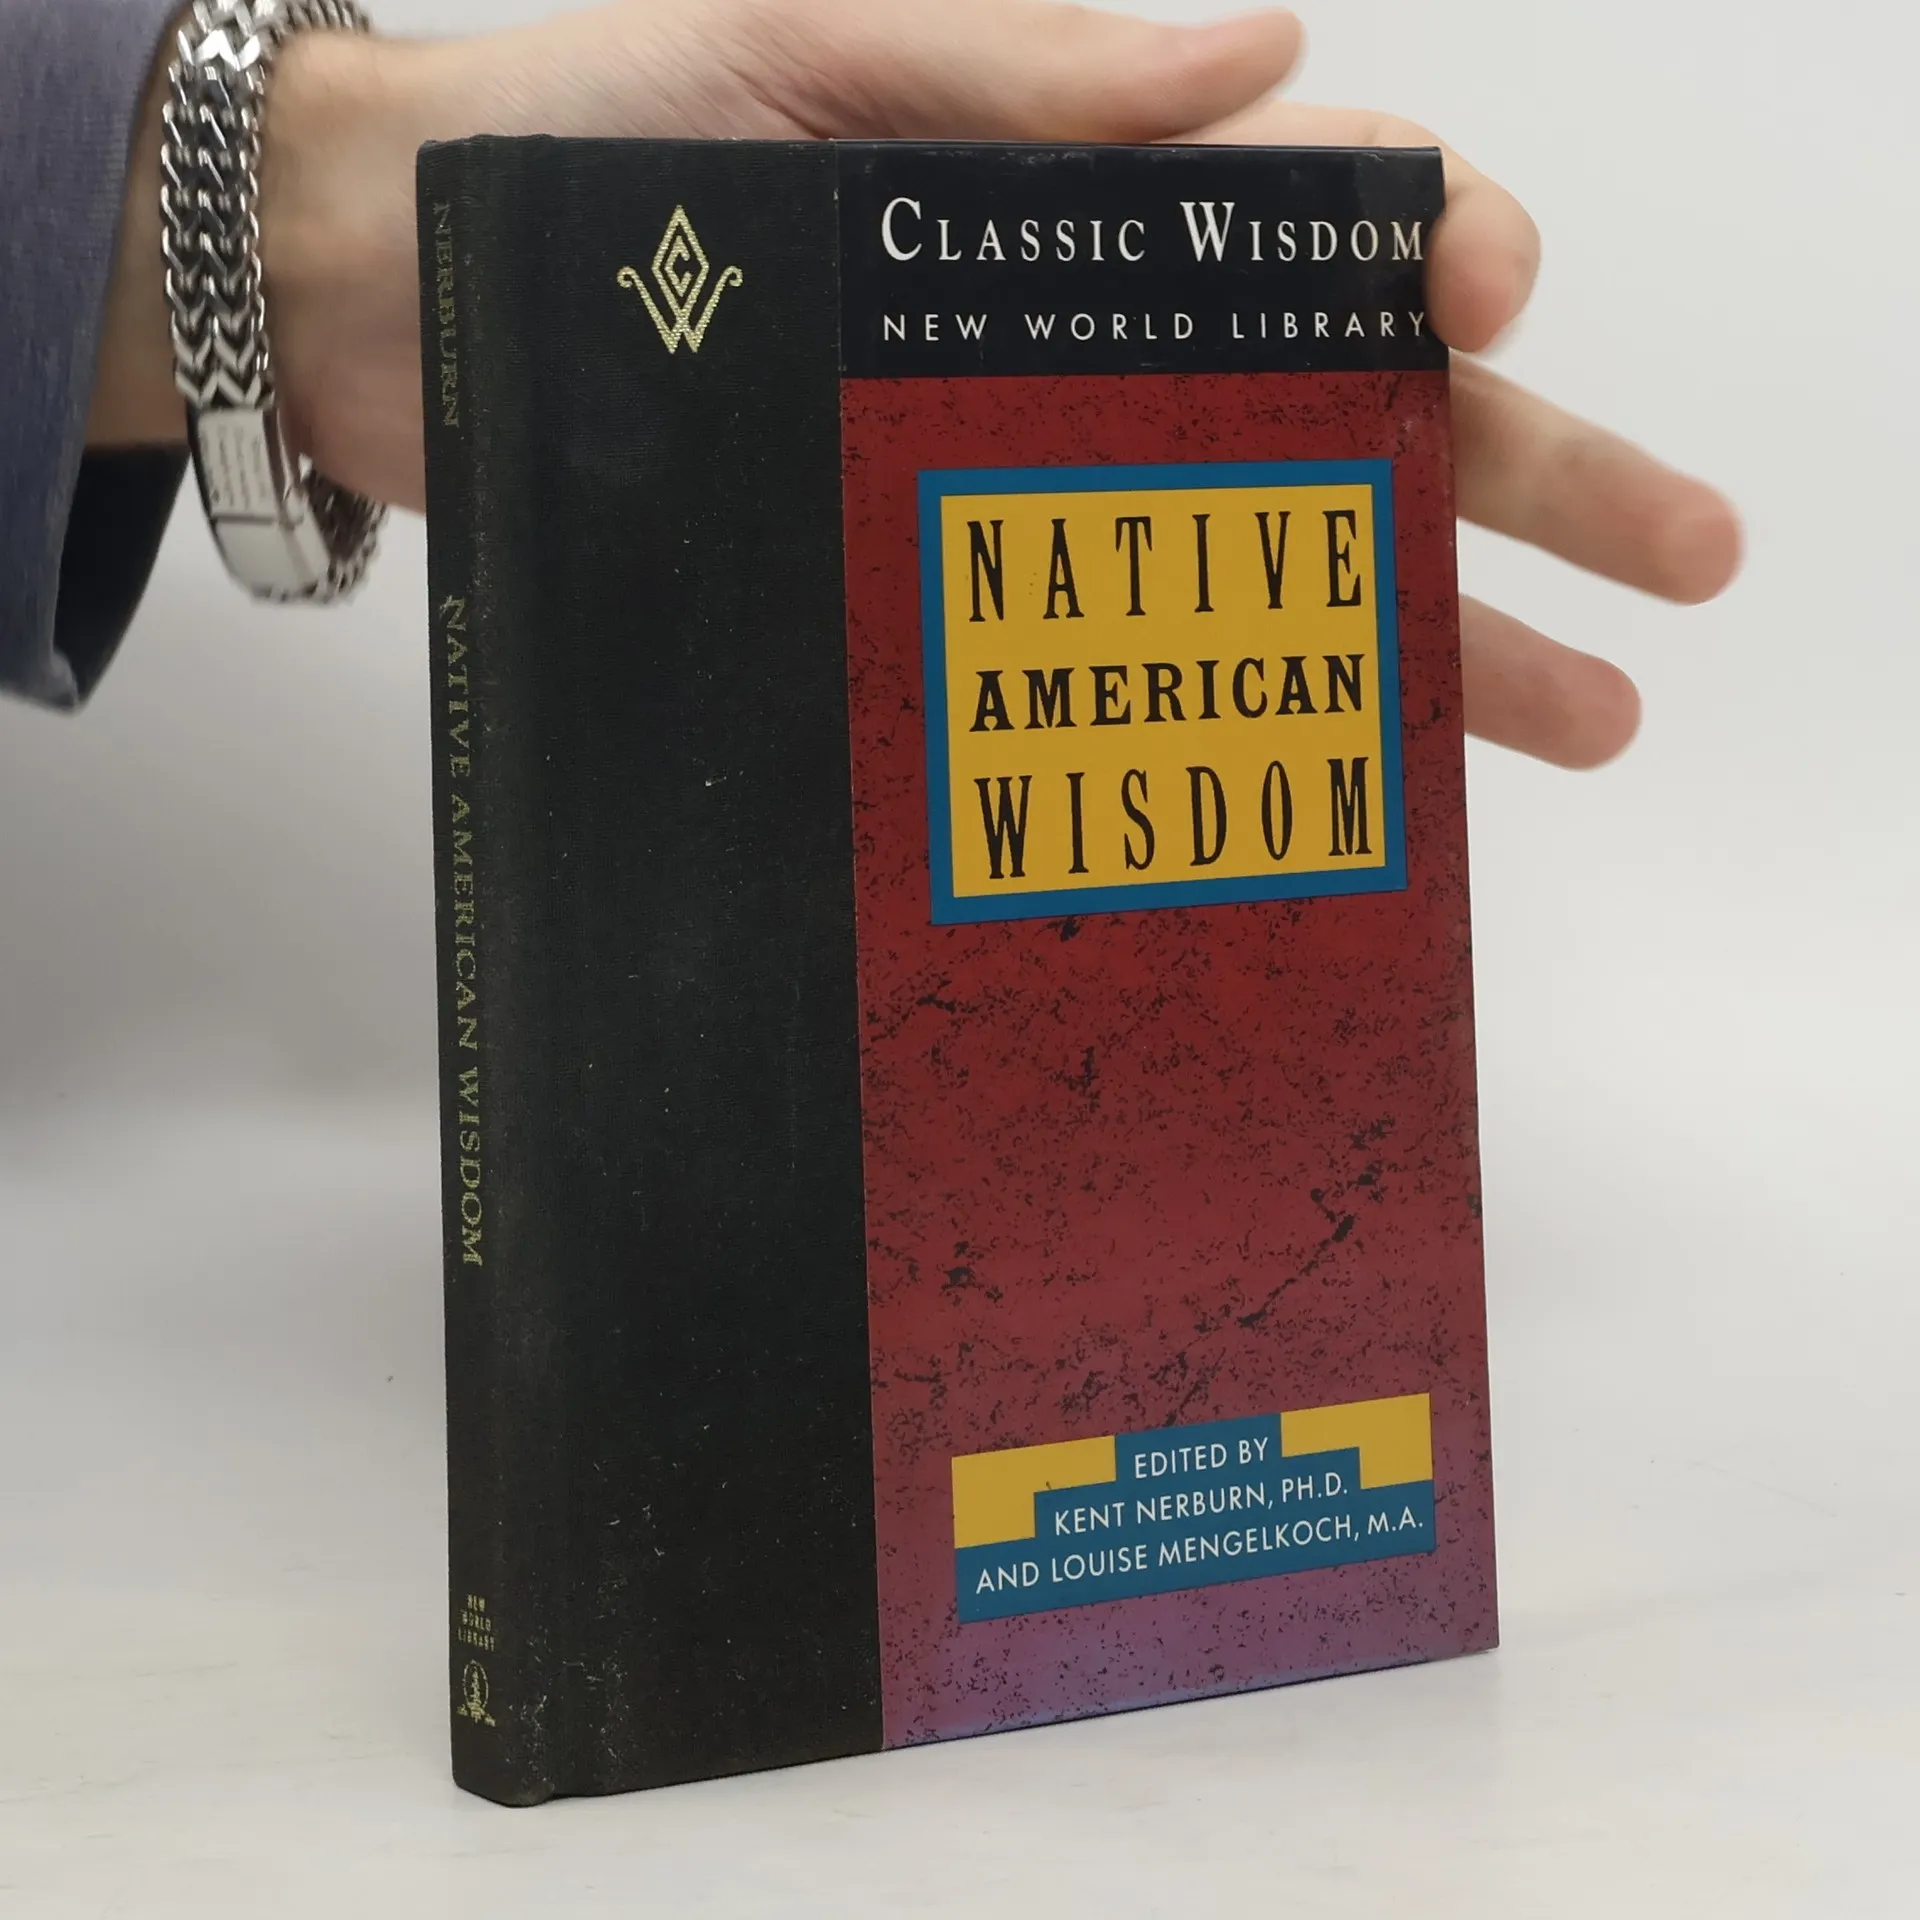 NERBURN
NATIVE AMERICAN WISDOM
NEW
WORLD
LIBRARY
CW
CLASSIC WISDOM
NEW WORLD LIBRARY
NATIVE
AMERICAN
WISDOM
EDITED BY
KENT NERBURN, PH.D.
AND LOUISE MENGELKOCH, M.A.